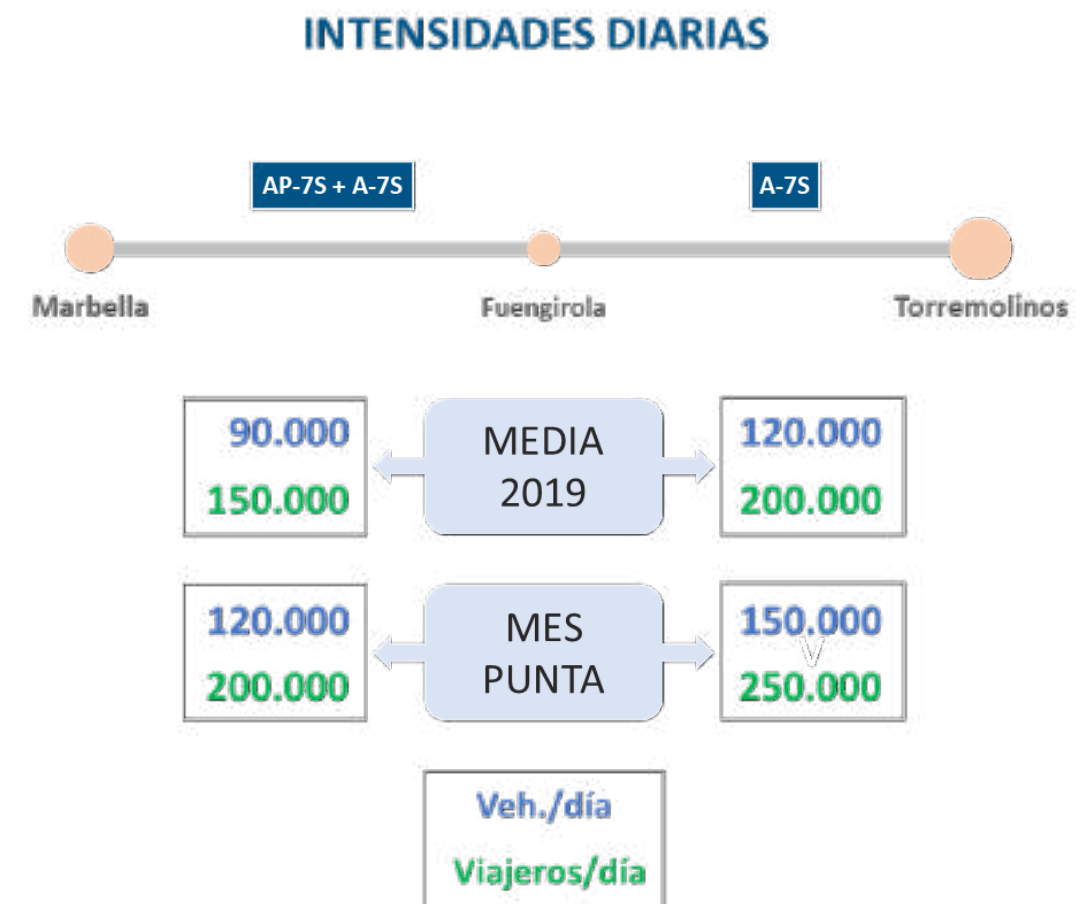 INTENSIDADES DIARIAS
AP-7S + A-7S
A-7S
Marbella
Fuengirola
Torremolinos
90.000
150.000
MEDIA
2019
120.000
200.000
120.000
200.000
MES
PUNTA
150.000
V
250.000
Veh./día
Viajeros/día